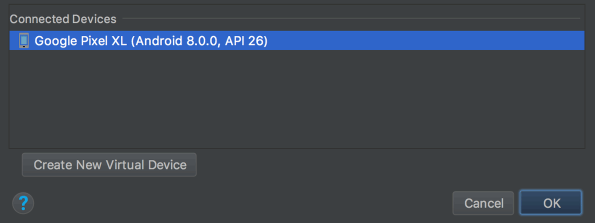 Connected Devices
Google Pixel XL (Android 8.0.0, API 26)
Create New Virtual Device
?
Cancel
OK